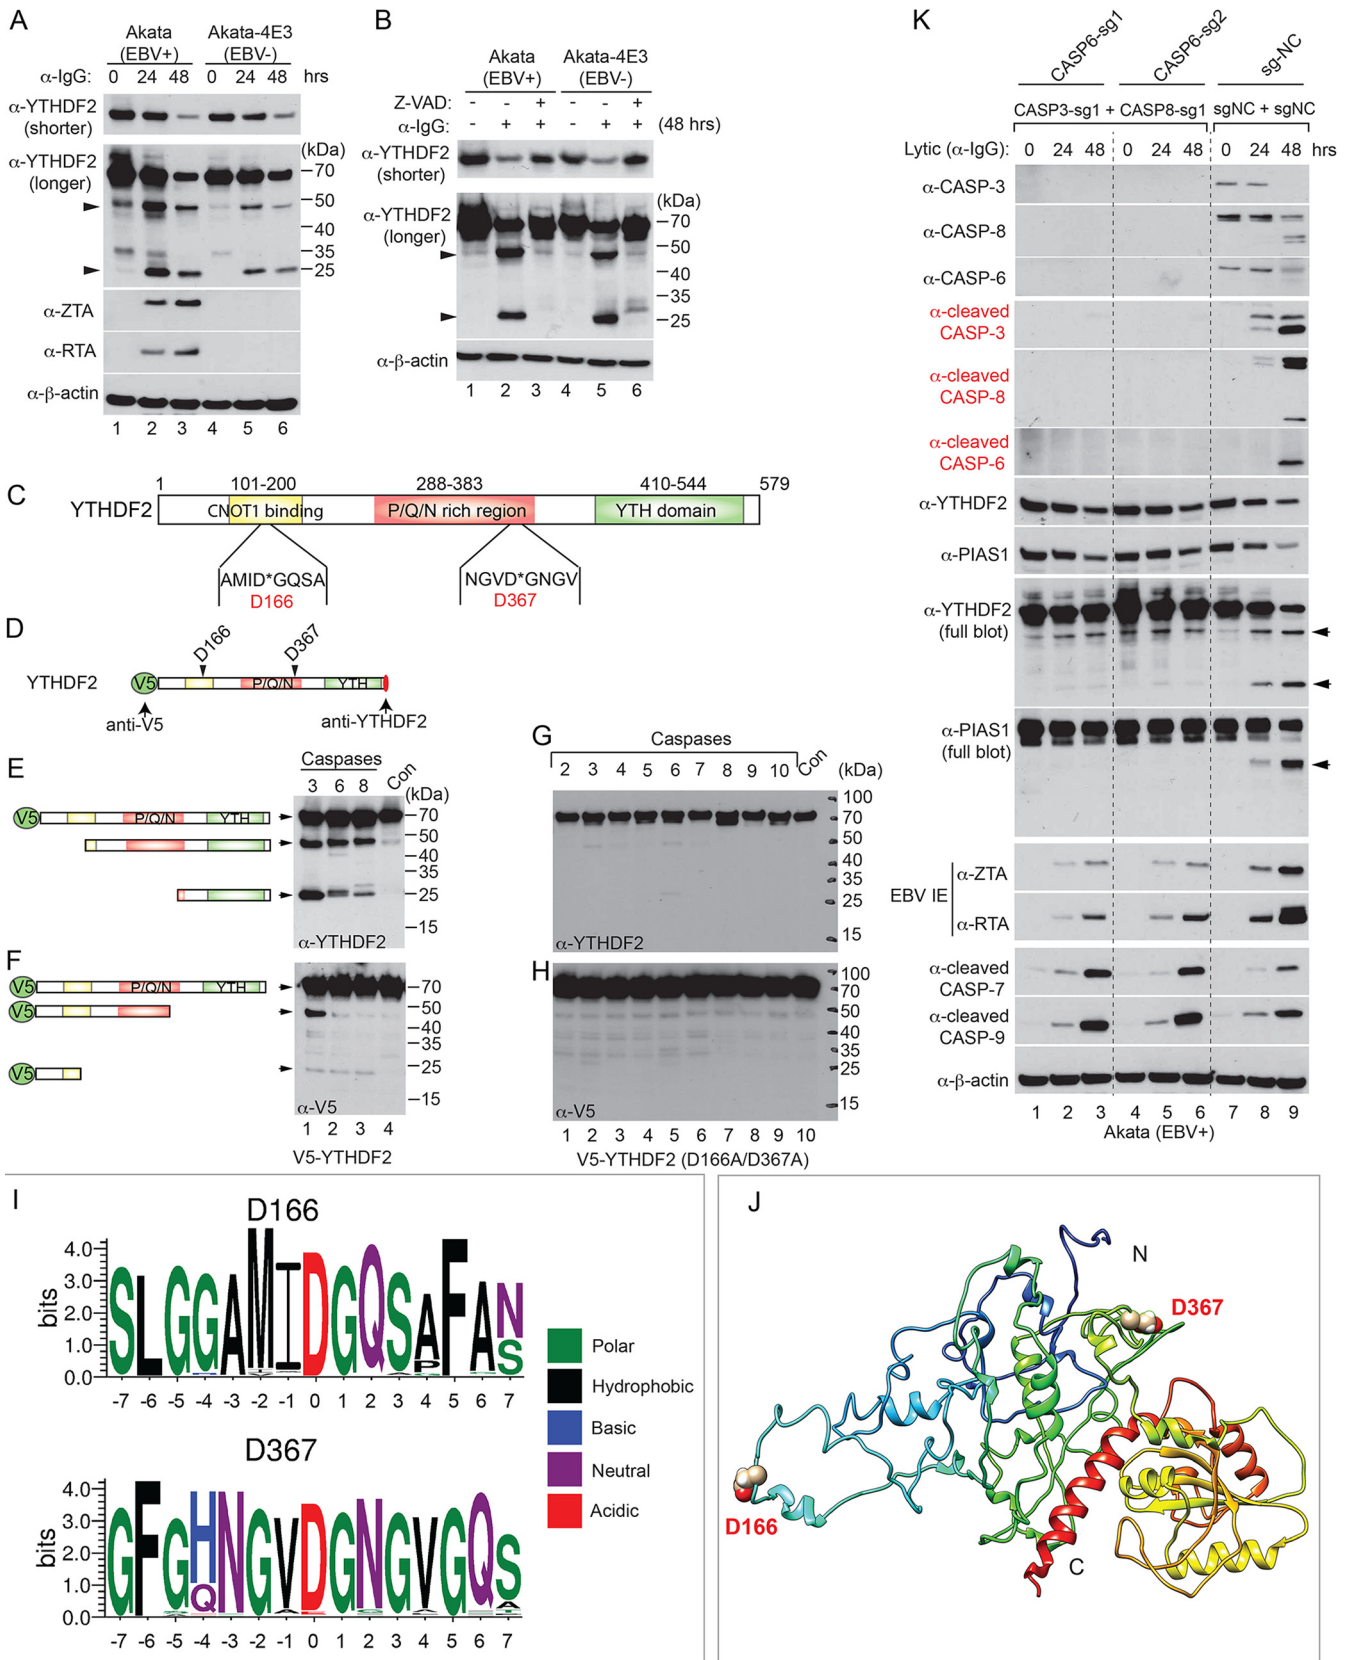 A
Akata (EBV+) Akata-4E3 (EBV-)
α-IgG: 0 24 48 0 24 48 hrs
α-YTHDF2 (shorter)
α-YTHDF2 (longer)
(kDa)
70
50
40
35
25
α-ZTA
α-RTA
α-β-actin
1 2 3 4 5 6
B
Akata (EBV+) Akata-4E3 (EBV-)
Z-VAD: - - + - - +
α-IgG: - + + - + + (48 hrs)
α-YTHDF2 (shorter)
α-YTHDF2 (longer)
(kDa)
70
50
40
35
25
α-β-actin
1 2 3 4 5 6
C
1 101-200 288-383 410-544 579
YTHDF2 CNOT1 binding P/Q/N rich region YTH domain
AMID*GQSA NGVD*GNGV
D166 D367
D
D166 D367
YTHDF2 V5 P/Q/N YTH
anti-V5 anti-YTHDF2
E
Caspases
3 6 8 Con
(kDa)
V5 P/Q/N YTH
70
50
40
35
25
15
α-YTHDF2
F
V5 P/Q/N YTH
V5
V5
70
50
40
35
25
15
α-V5
1 2 3 4
V5-YTHDF2
G
Caspases
2 3 4 5 6 7 8 9 10 Con
(kDa)
100
70
50
40
35
25
15
α-YTHDF2
H
100
70
50
40
35
25
15
α-V5
1 2 3 4 5 6 7 8 9 10
V5-YTHDF2 (D166A/D367A)
K
CASP6-sg1 CASP6-sg2 sg-NC
CASP3-sg1 + CASP8-sg1 sgNC + sgNC
Lytic (α-IgG): 0 24 48 0 24 48 0 24 48 hrs
α-CASP-3
α-CASP-8
α-CASP-6
α-cleaved CASP-3
α-cleaved CASP-8
α-cleaved CASP-6
α-YTHDF2
α-PIAS1
α-YTHDF2 (full blot)
α-PIAS1 (full blot)
EBV IE
α-ZTA
α-RTA
α-cleaved CASP-7
α-cleaved CASP-9
α-β-actin
1 2 3 4 5 6 7 8 9
Akata (EBV+)
I
D166
bits
4.0
3.0
2.0
1.0
0.0
SLGGAMIDGQSAFAN
P S
-7 -6 -5 -4 -3 -2 -1 0 1 2 3 4 5 6 7
D367
bits
4.0
3.0
2.0
1.0
0.0
GFGHNGVDGNGVGQS
Q
-7 -6 -5 -4 -3 -2 -1 0 1 2 3 4 5 6 7
Polar
Hydrophobic
Basic
Neutral
Acidic
J
N
D367
D166
C